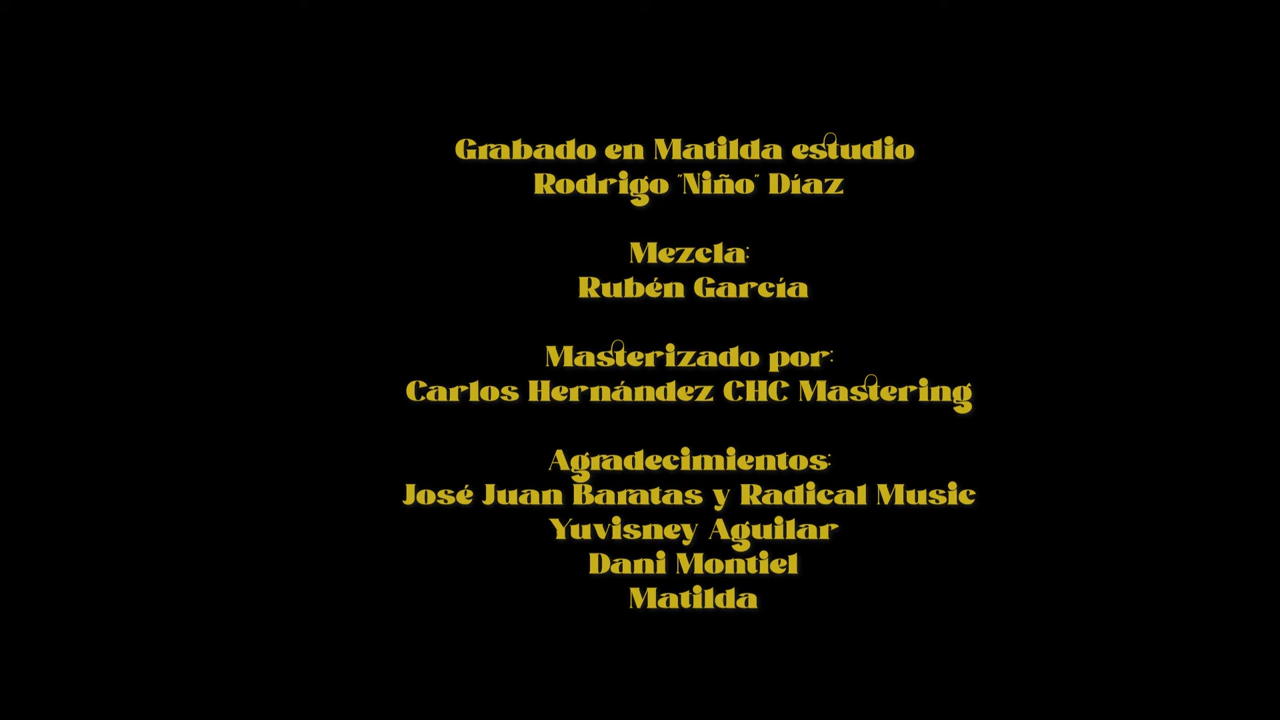 Grabado en Matilda estudio
Rodrigo "Niño" Díaz
Mezcla:
Rubén García
Masterizado por:
Carlos Hernández CHC Mastering
Agradecimientos:
José Juan Baratas y Radical Music
Yuvisney Aguilar
Dani Montiel
Matilda